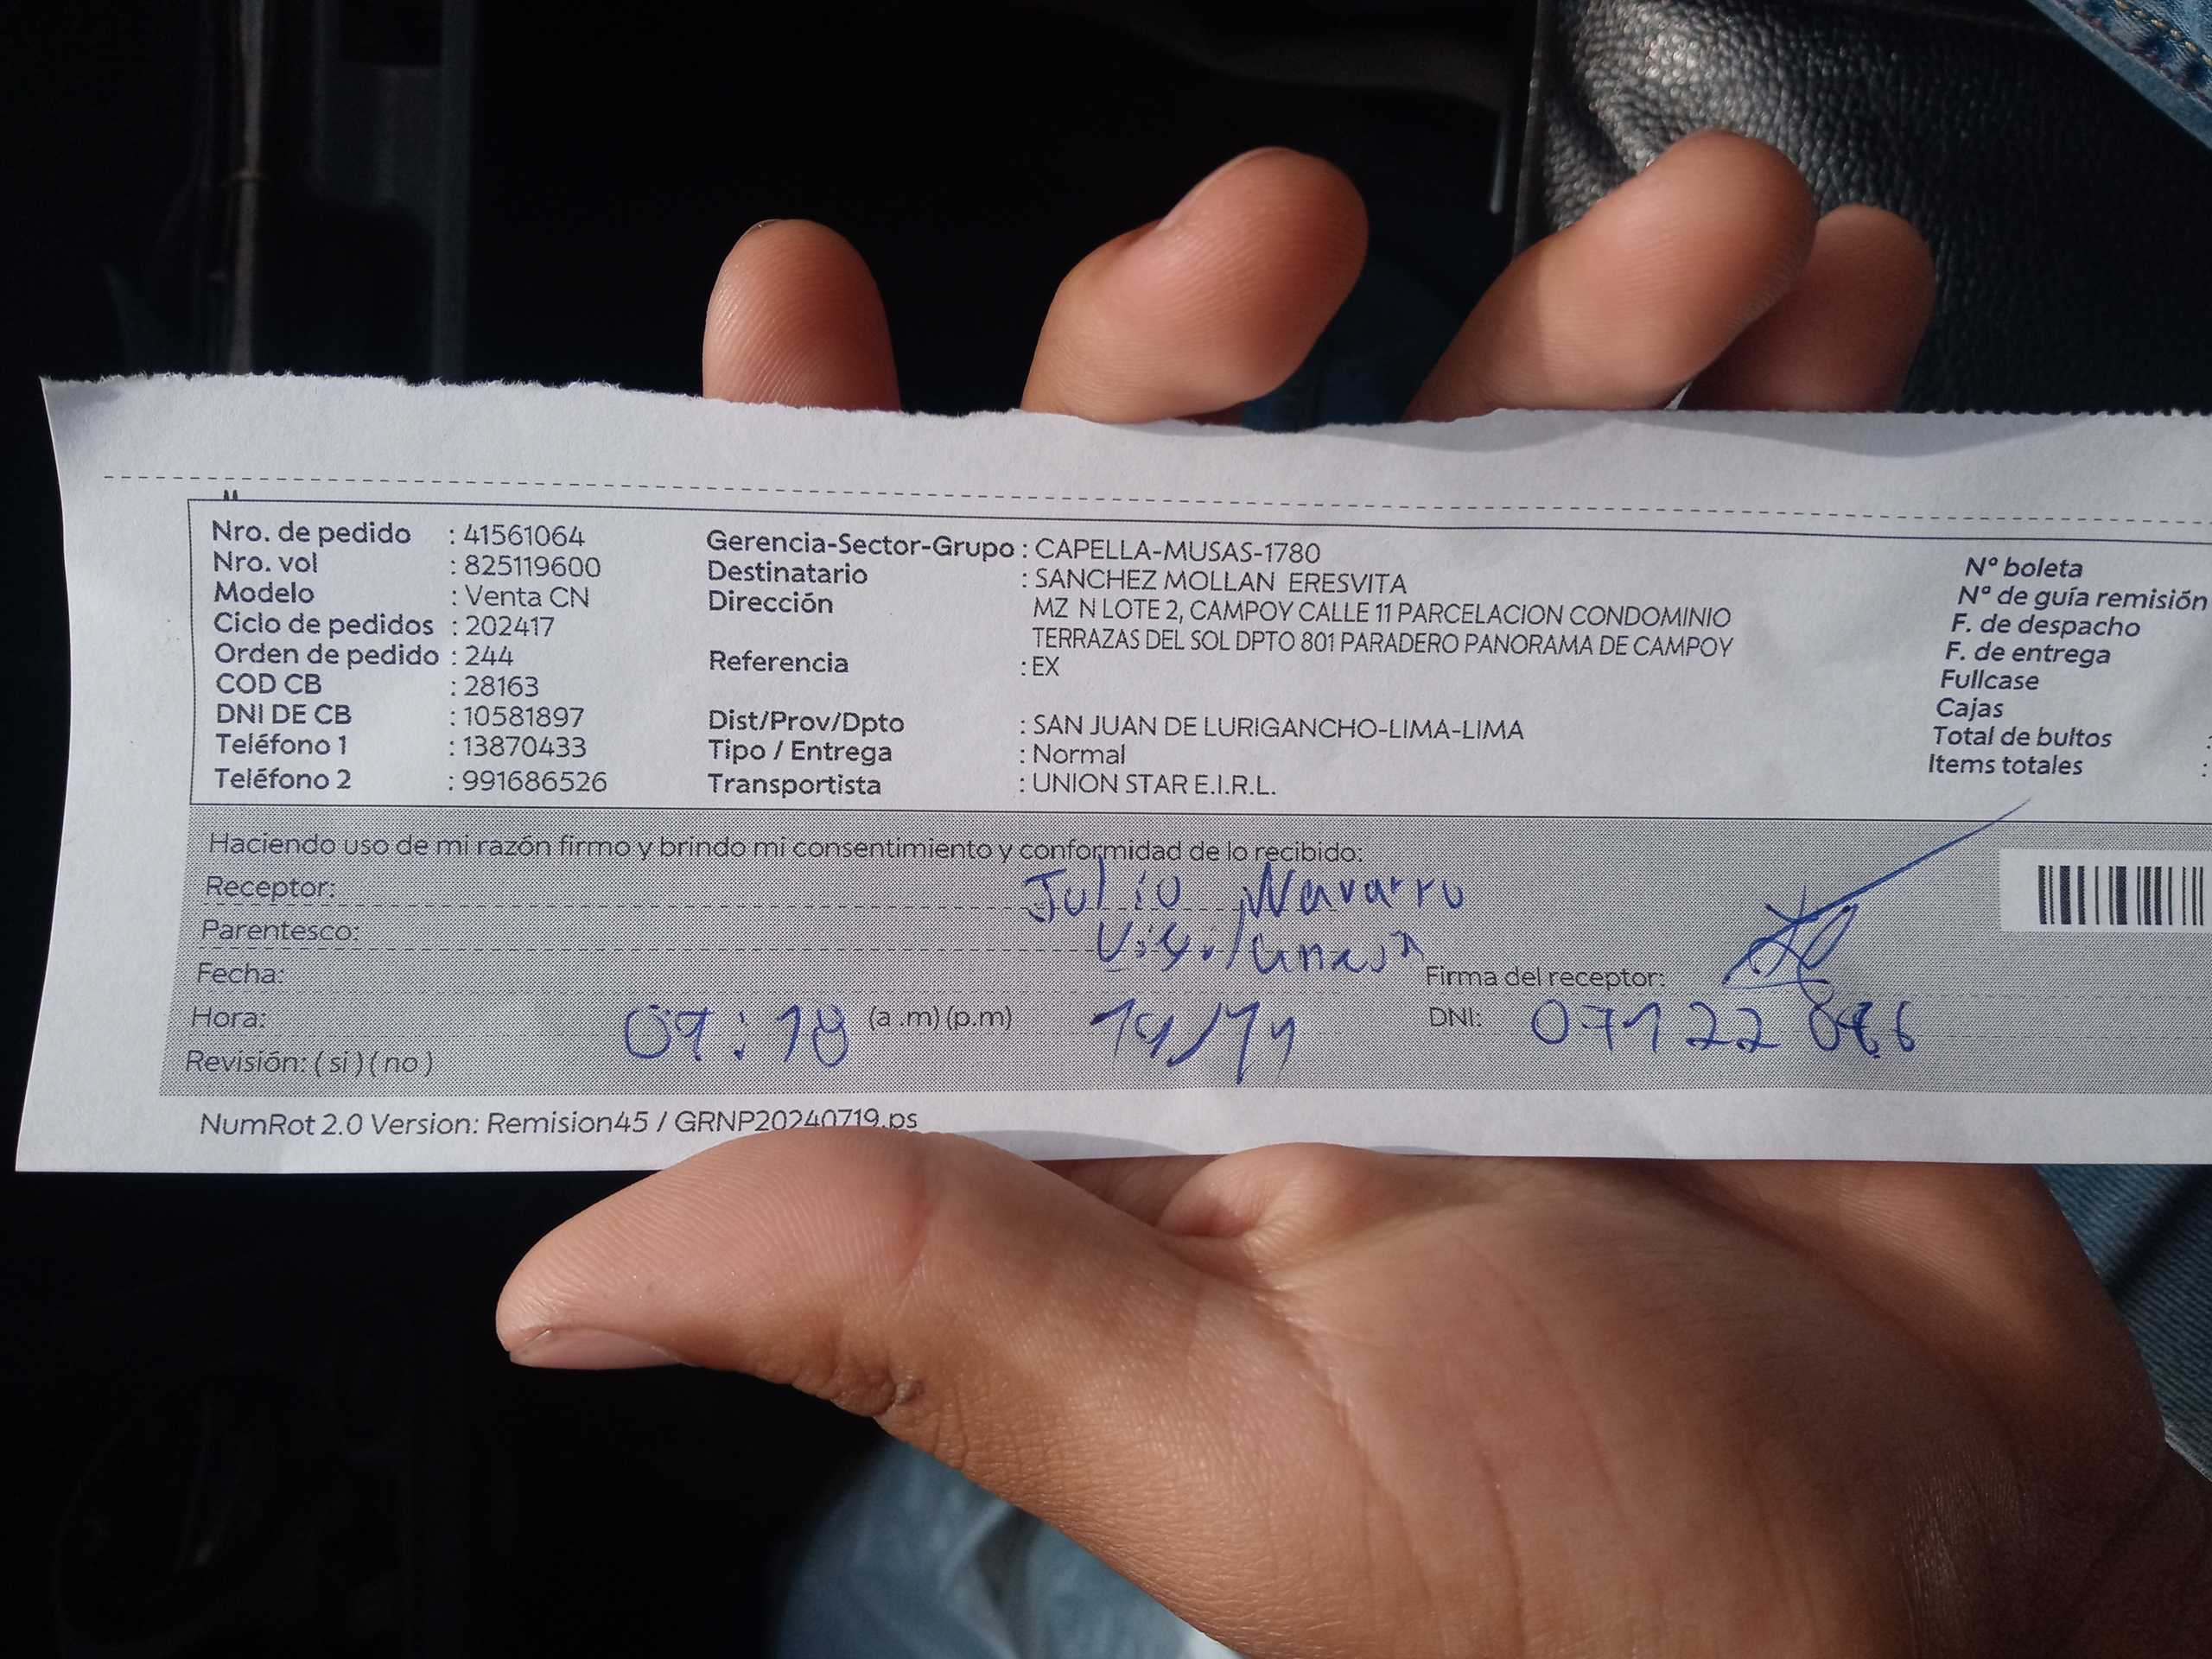 Nro. de pedido : 41561064
Nro. vol : 825119600
Modelo : Venta CN
Ciclo de pedidos : 202417
Orden de pedido : 244
COD CB : 28163
DNI DE CB : 10581897
Teléfono 1 : 13870433
Teléfono 2 : 991686526
Gerencia-Sector-Grupo : CAPELLA-MUSAS-1780
Destinatario : SANCHEZ MOLLAN ERESVITA
Dirección MZ N LOTE 2, CAMPOY CALLE 11 PARCELACION CONDOMINIO
TERRAZAS DEL SOL DPTO 801 PARADERO PANORAMA DE CAMPOY
Referencia : EX
Dist/Prov/Dpto : SAN JUAN DE LURIGANCHO-LIMA-LIMA
Tipo / Entrega : Normal
Transportista : UNION STAR E.I.R.L.
N° boleta
N° de guía remisión
F. de despacho
F. de entrega
Fullcase
Cajas
Total de bultos :
Items totales :
Haciendo uso de mi razón firmo y brindo mi consentimiento y conformidad de lo recibido:
Receptor: Julio Navarro
Parentesco:
Fecha: Firma del receptor:
Hora: 09:18 (a .m) (p.m) 14/11 DNI:
Revisión: ( si ) ( no )
NumRot 2.0 Version: Remision45 / GRNP20240719.ps